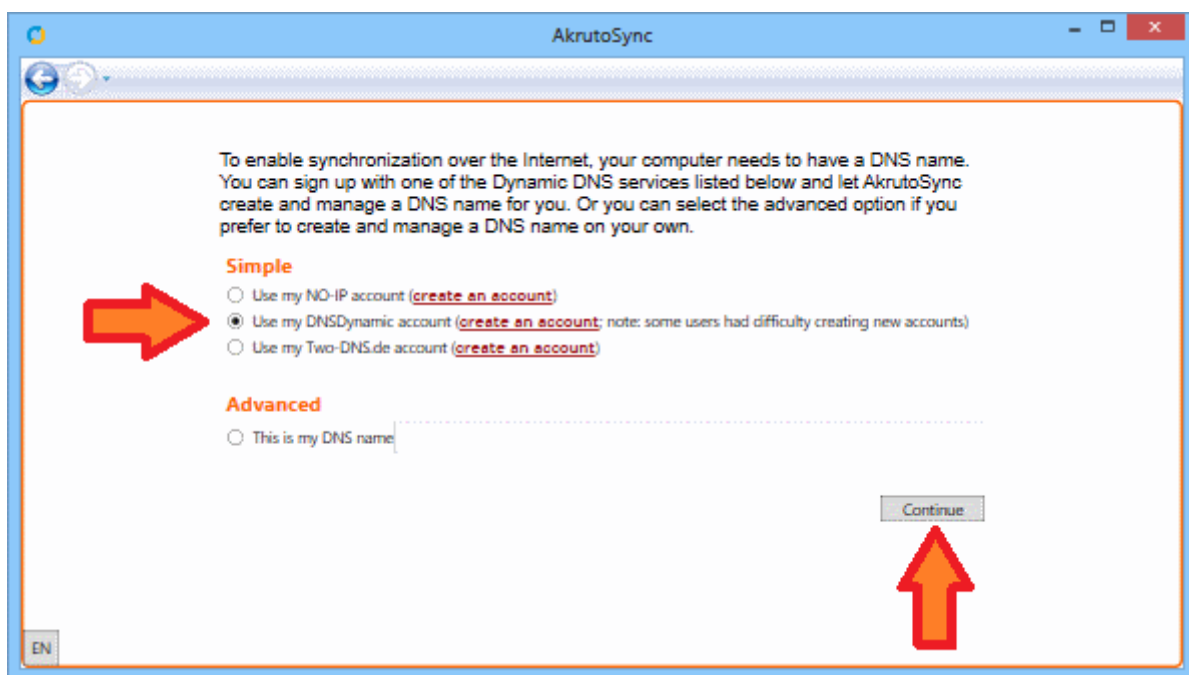 AkrutoSync
To enable synchronization over the Internet, your computer needs to have a DNS name.
You can sign up with one of the Dynamic DNS services listed below and let AkrutoSync
create and manage a DNS name for you. Or you can select the advanced option if you
prefer to create and manage a DNS name on your own.
Simple
Use my NO-IP account (create an account)
Use my DNSDynamic account (create an account; note: some users had difficulty creating new accounts)
Use my Two-DNS.de account (create an account)
Advanced
This is my DNS name
Continue
EN